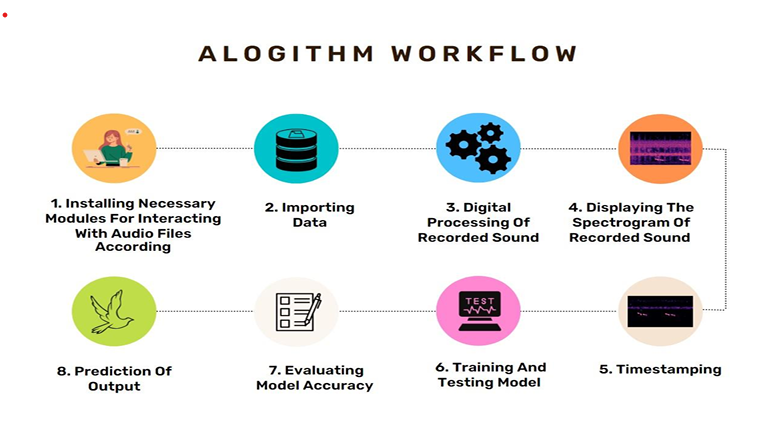 ALOGITHM WORKFLOW
1. Installing Necessary
Modules For Interacting
With Audio Files
According
2. Importing
Data
3. Digital
Processing Of
Recorded Sound
4. Displaying The
Spectrogram Of
Recorded Sound
TEST
8. Prediction Of
Output
7. Evaluating
Model Accuracy
6. Training And
Testing Model
5. Timestamping